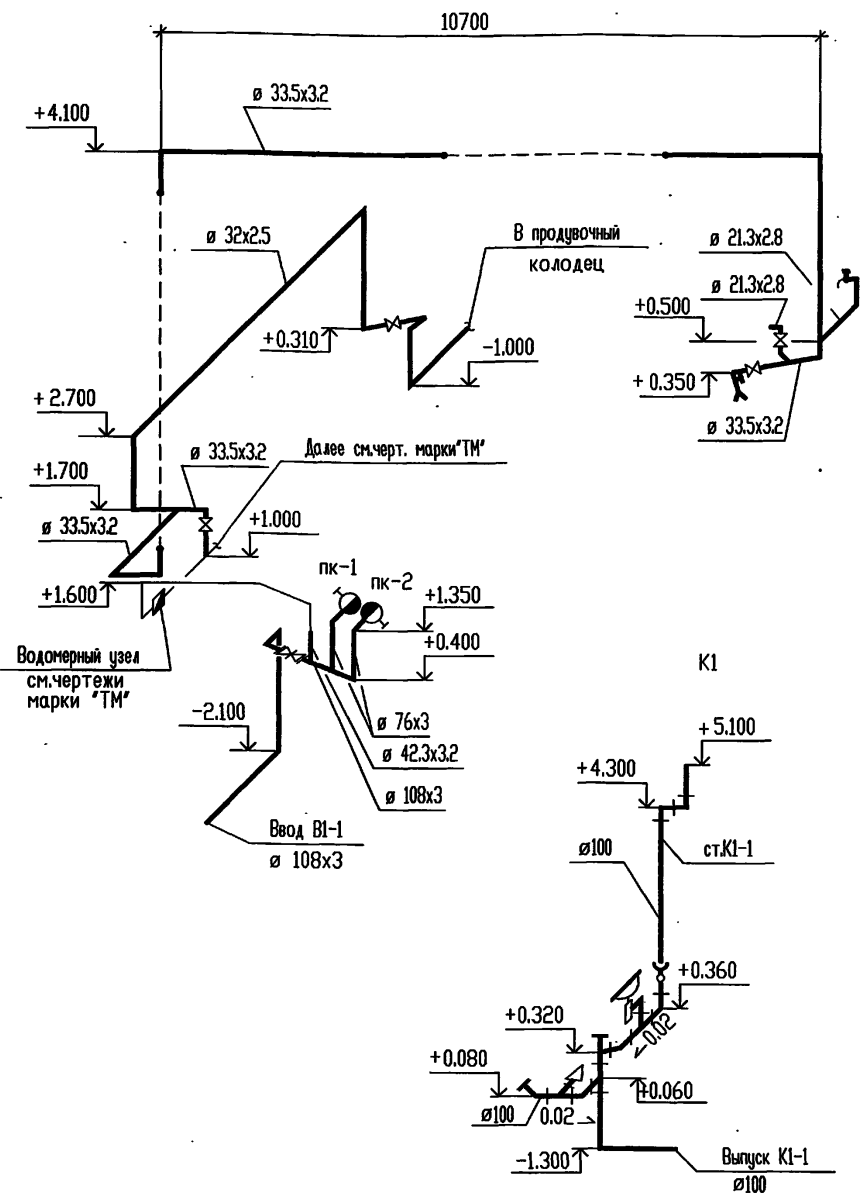 10700
ø 33.5x3.2
+4.100
ø 32x2.5
В продувочный
колодец
ø 21.3x2.8
ø 21.3x2.8
+0.500
+0.310
-1.000
+0.350
ø 33.5x3.2
+2.700
Далее см.черт. марки"ТМ"
ø 33.5x3.2
+1.700
+1.000
ø 33.5x3.2
+1.600
пк-1
пк-2
+1.350
+0.400
Водомерный узел
см.чертежи
марки "ТМ"
К1
-2.100
ø 76x3
ø 42.3x3.2
ø 108x3
+5.100
+4.300
Ввод В1-1
ø 108x3
ст.К1-1
ø100
+0.360
+0.320
0.02
+0.080
+0.060
ø100
0.02
-1.300
Выпуск К1-1
ø100